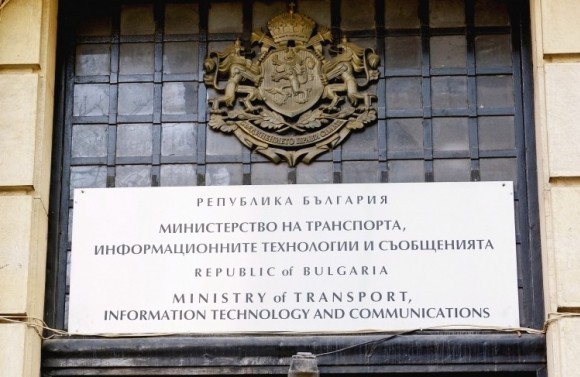 РЕПУБЛИКА БЪЛГАРИЯ
МИНИСТЕРСТВО НА ТРАНСПОРТА,
ИНФОРМАЦИОННИТЕ ТЕХНОЛОГИИ И СЪОБЩЕНИЯТА
REPUBLIC of BULGARIA
MINISTRY of TRANSPORT,
INFORMATION TECHNOLOGY AND COMMUNICATIONS